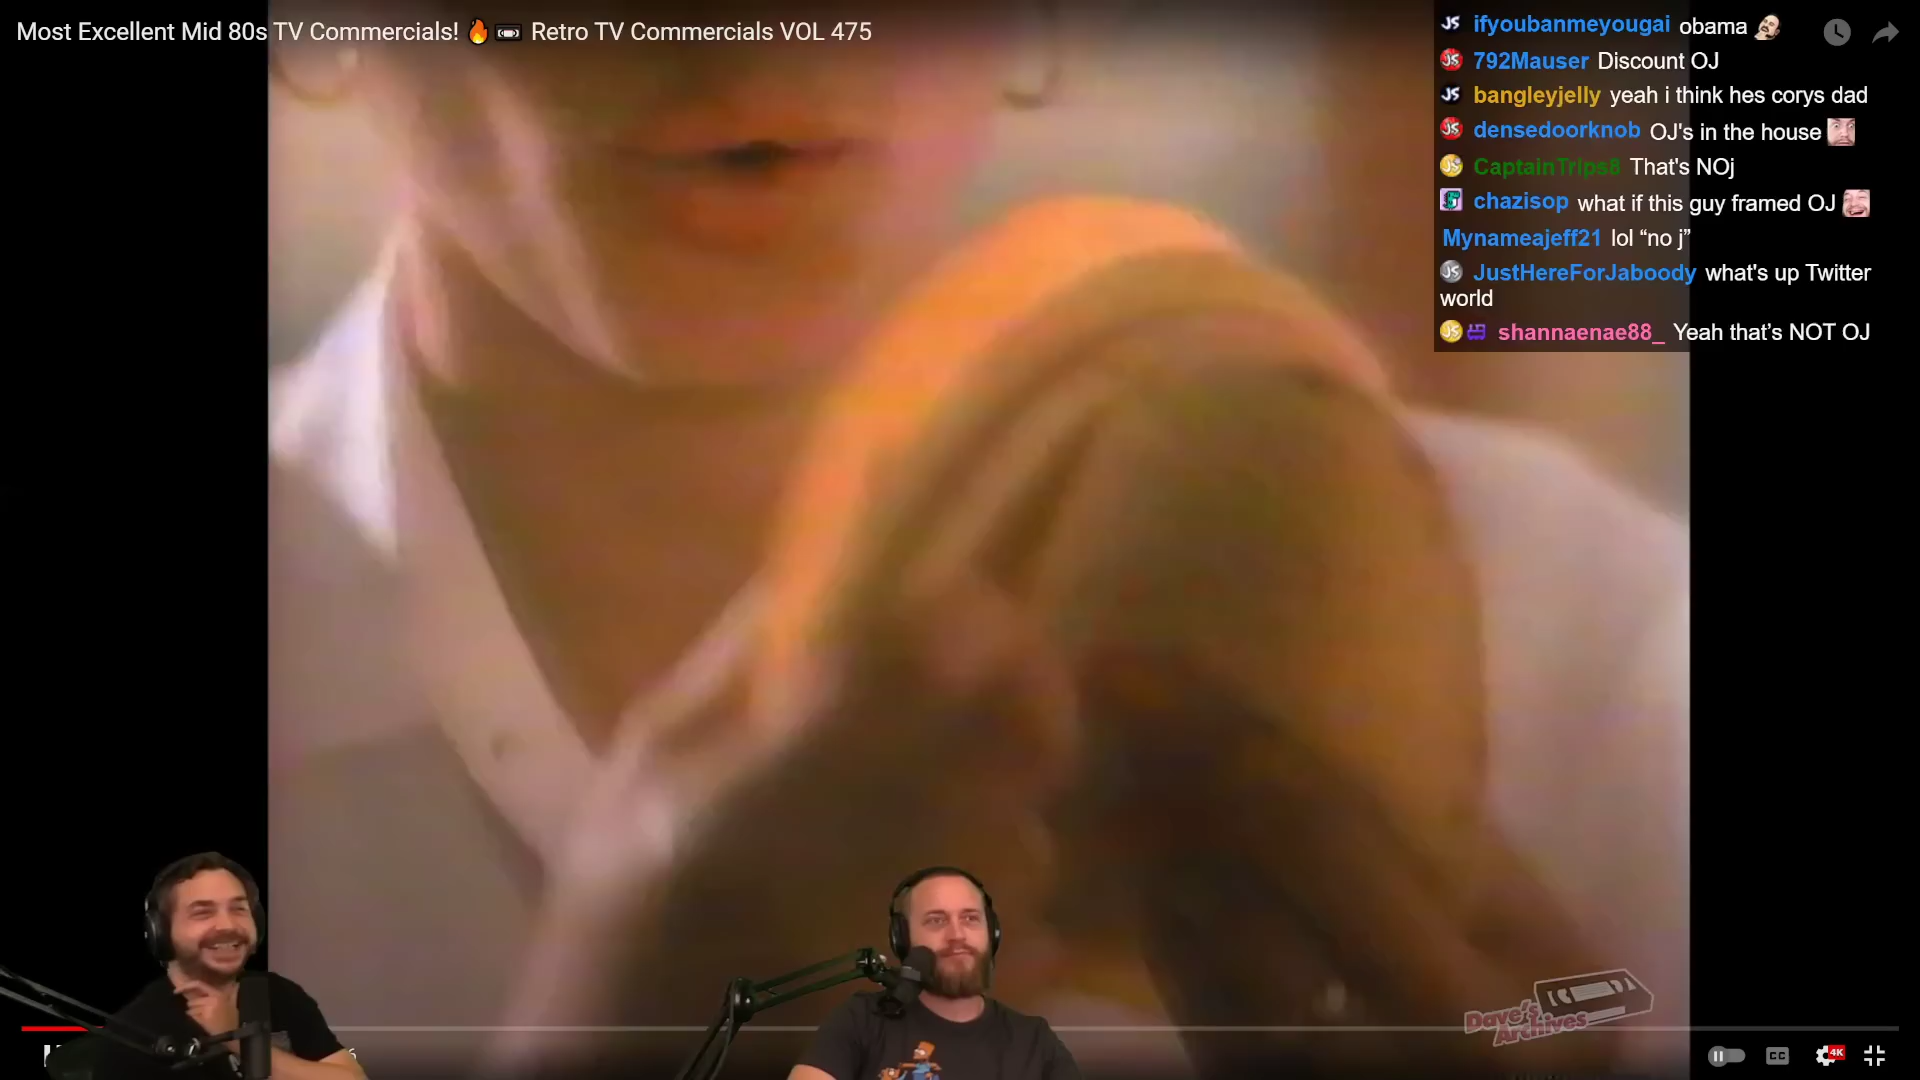 Most Excellent Mid 80s TV Commercials! 🔥📼 Retro TV Commercials VOL 475
ifyoubanmeyougai obama
792Mauser Discount OJ
bangleyjelly yeah i think hes corys dad
densedoorknob OJ's in the house
CaptainTrips8 That's NOj
chazisop what if this guy framed OJ
Mynameajeff21 lol “no j”
JustHereForJaboody what's up Twitter
world
shannaenae88_ Yeah that’s NOT OJ
Dave's
Archives
CC
4K